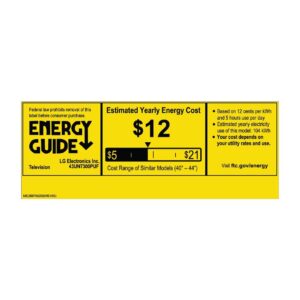 Federal law prohibits removal of this
label before consumer purchase.
ENERGY
GUIDE
LG Electronics Inc.
Television
43UN7300PUF
Estimated Yearly Energy Cost
$12
$5
$21
Cost Range of Similar Models (40" – 44")
• Based on 12 cents per kWh
and 5 hours use per day
• Estimated yearly electricity
use of this model: 104 kWh
• Your cost depends on
your utility rates and use.
Visit ftc.gov/energy